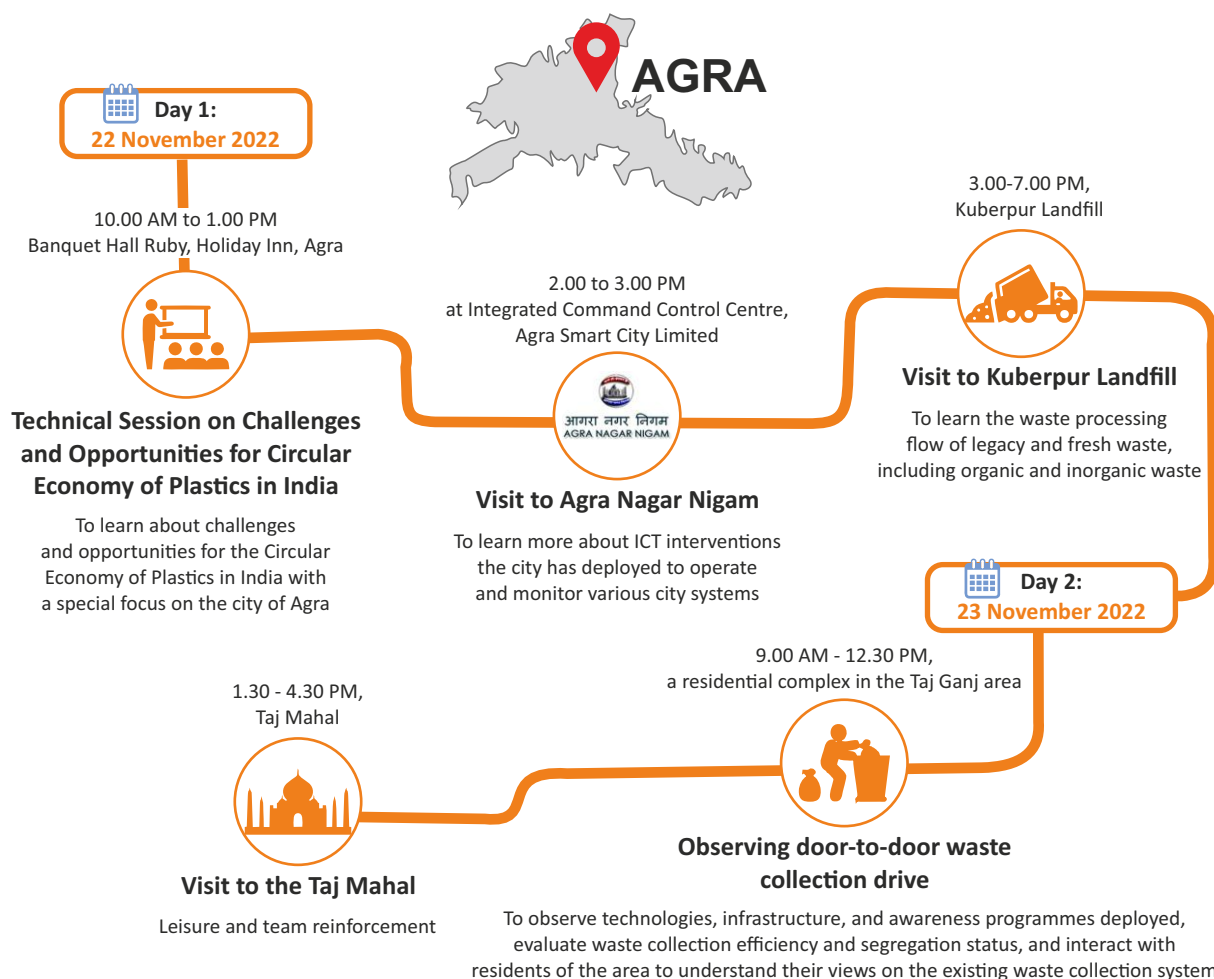 AGRA
Day 1:
22 November 2022
10.00 AM to 1.00 PM
Banquet Hall Ruby, Holiday Inn, Agra
Technical Session on Challenges
and Opportunities for Circular
Economy of Plastics in India
To learn about challenges
and opportunities for the Circular
Economy of Plastics in India with
a special focus on the city of Agra
2.00 to 3.00 PM
at Integrated Command Control Centre,
Agra Smart City Limited
आगरा नगर निगम
AGRA NAGAR NIGAM
Visit to Agra Nagar Nigam
To learn more about ICT interventions
the city has deployed to operate
and monitor various city systems
3.00-7.00 PM,
Kuberpur Landfill
Visit to Kuberpur Landfill
To learn the waste processing
flow of legacy and fresh waste,
including organic and inorganic waste
Day 2:
23 November 2022
9.00 AM - 12.30 PM,
a residential complex in the Taj Ganj area
Observing door-to-door waste
collection drive
To observe technologies, infrastructure, and awareness programmes deployed,
evaluate waste collection efficiency and segregation status, and interact with
residents of the area to understand their views on the existing waste collection system
1.30 - 4.30 PM,
Taj Mahal
Visit to the Taj Mahal
Leisure and team reinforcement